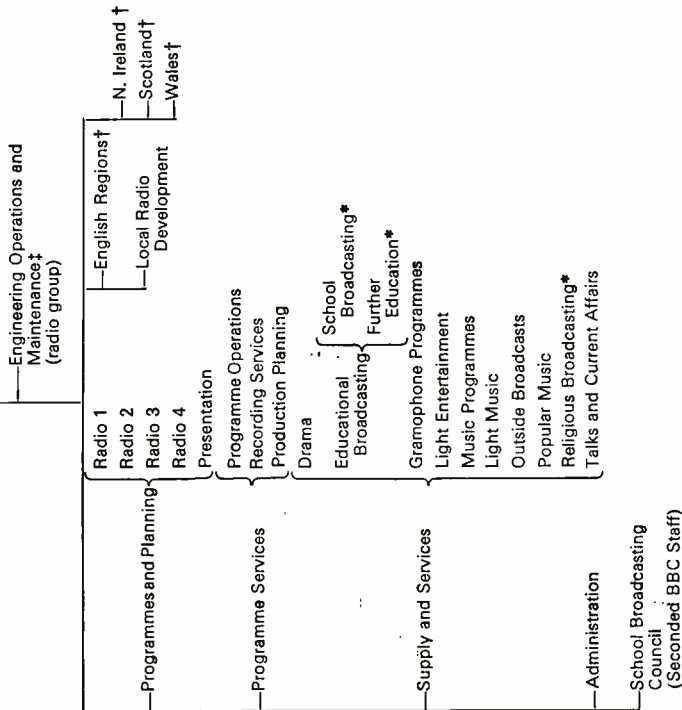 Engineering Operations and
Maintenance‡
(radio group)
English Regions†
Local Radio
Development
N. Ireland †
Scotland†
Wales†
Programmes and Planning
Radio 1
Radio 2
Radio 3
Radio 4
Presentation
Programme Services
Programme Operations
Recording Services
Production Planning
Supply and Services
Drama
Educational
Broadcasting
School
Broadcasting*
Further
Education*
Gramophone Programmes
Light Entertainment
Music Programmes
Light Music
Outside Broadcasts
Popular Music
Religious Broadcasting*
Talks and Current Affairs
Administration
School Broadcasting
Council
(Seconded BBC Staff)